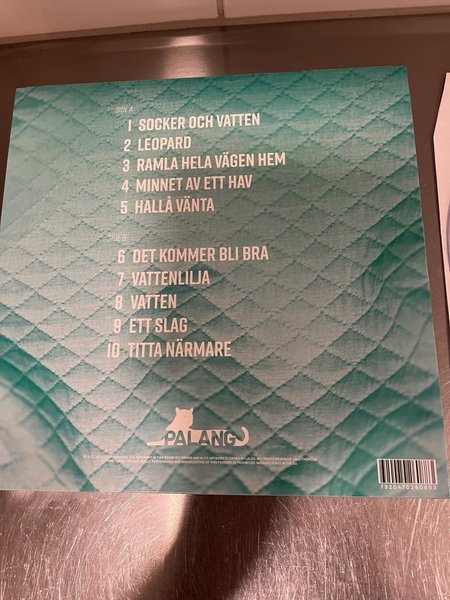 SIDE A
1 SOCKER OCH VATTEN
2 LEOPARD
3 RAMLA HELA VÄGEN HEM
4 MINNET AV ETT HAV
5 HALLÅ VÄNTA
SIDE B
6 DET KOMMER BLI BRA
7 VATTENLILJA
8 VATTEN
9 ETT SLAG
10 TITTA NÄRMARE
PALANG